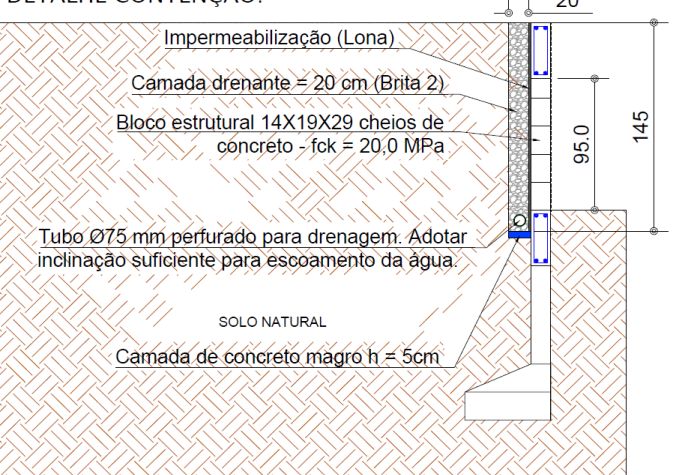 DETALHE CONTENÇÃO:
20
Impermeabilização (Lona)
Camada drenante = 20 cm (Brita 2)
Bloco estrutural 14X19X29 cheios de
concreto - fck = 20,0 MPa
95.0
145
Tubo Ø75 mm perfurado para drenagem. Adotar
inclinação suficiente para escoamento da água.
SOLO NATURAL
Camada de concreto magro h = 5cm